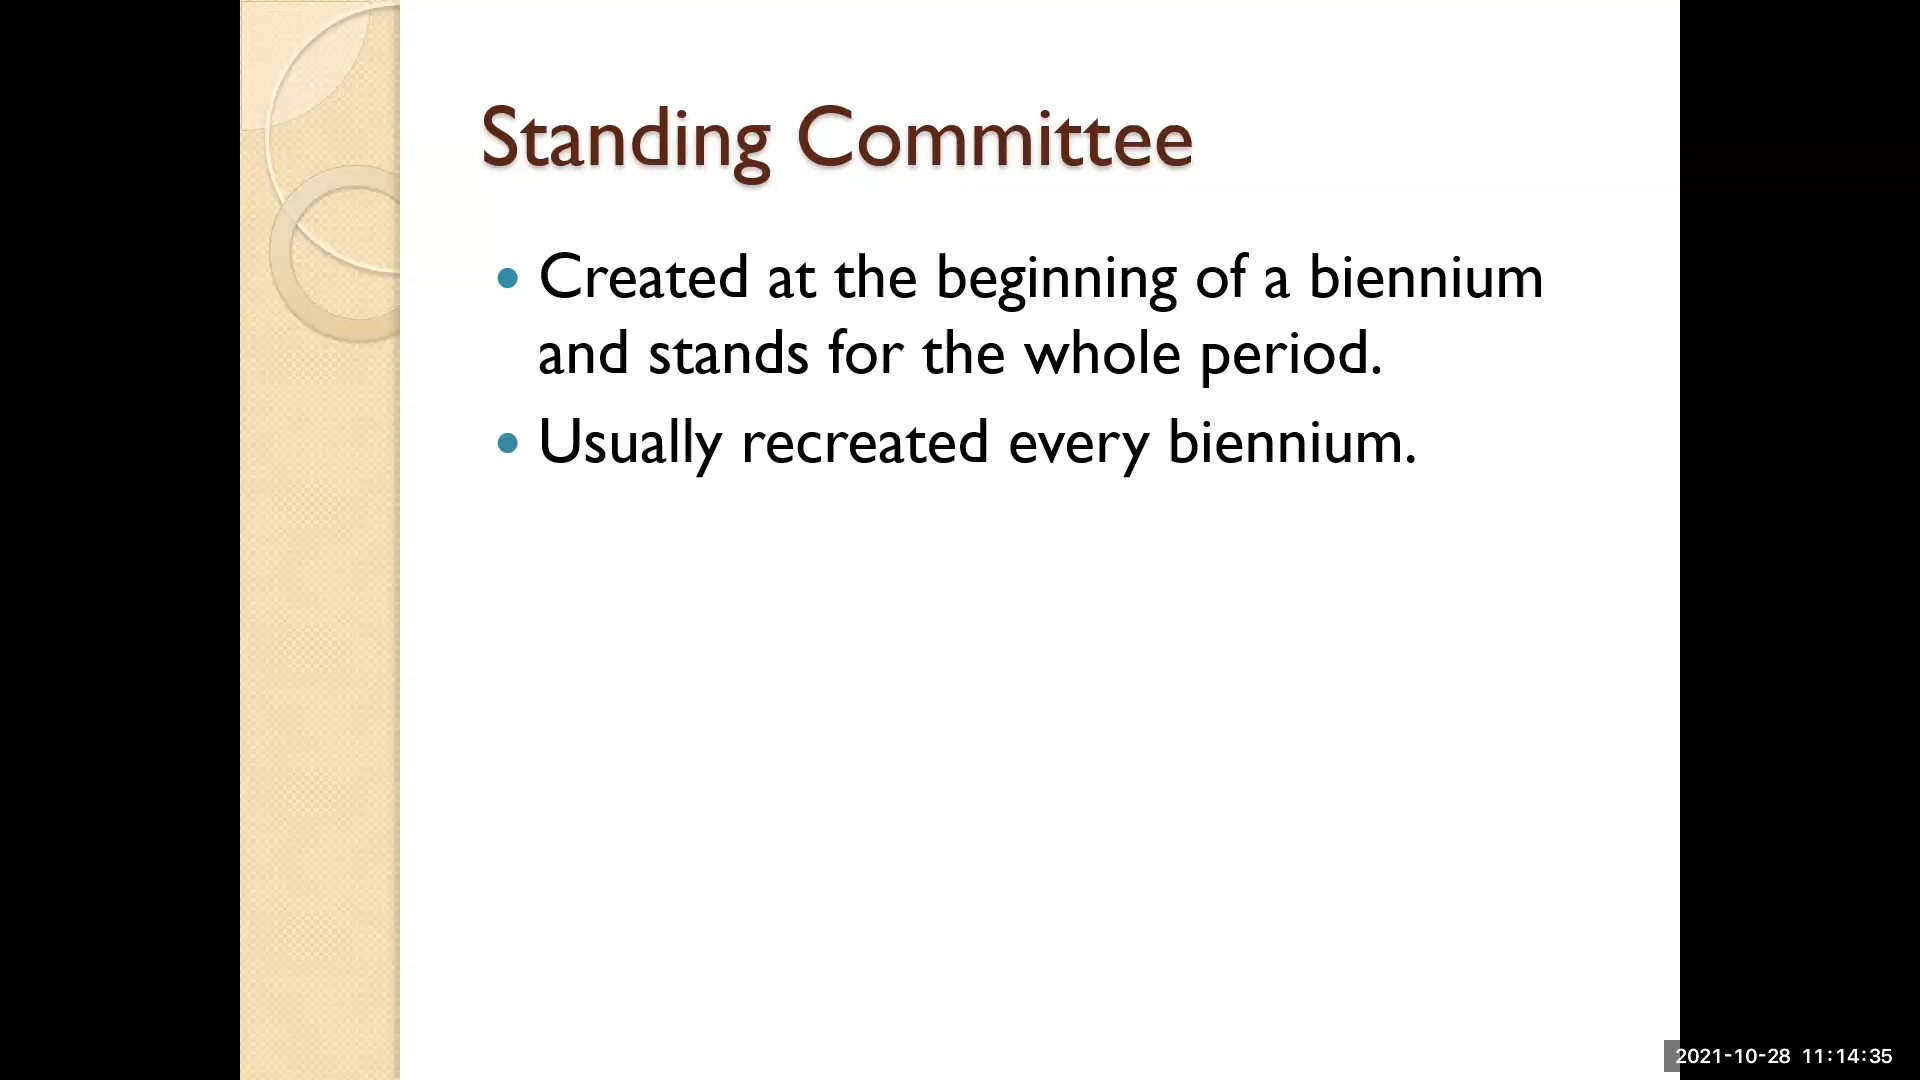 Standing Committee
• Created at the beginning of a biennium
and stands for the whole period.
• Usually recreated every biennium.
2021-10-28 11:14:35